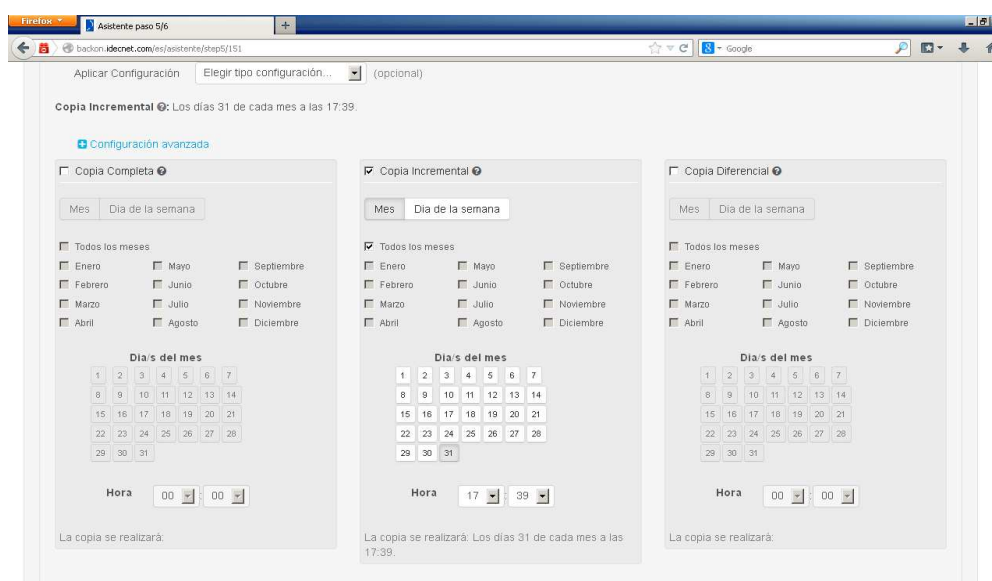 Firefox
Asistente paso 5/6
backon.idecnet.com/es/asistente/step5/151
Google
Aplicar Configuración Elegir tipo configuración... (opcional)
Copia Incremental : Los días 31 de cada mes a las 17:39.
Configuración avanzada
Copia Completa
Mes Dia de la semana
Todos los meses
Enero Mayo Septiembre
Febrero Junio Octubre
Marzo Julio Noviembre
Abril Agosto Diciembre
Dia/s del mes
1 2 3 4 5 6 7
8 9 10 11 12 13 14
15 16 17 18 19 20 21
22 23 24 25 26 27 28
29 30 31
Hora 00 : 00
La copia se realizará:
Copia Incremental
Mes Dia de la semana
Todos los meses
Enero Mayo Septiembre
Febrero Junio Octubre
Marzo Julio Noviembre
Abril Agosto Diciembre
Dia/s del mes
1 2 3 4 5 6 7
8 9 10 11 12 13 14
15 16 17 18 19 20 21
22 23 24 25 26 27 28
29 30 31
Hora 17 : 39
La copia se realizará: Los días 31 de cada mes a las
17:39.
Copia Diferencial
Mes Dia de la semana
Todos los meses
Enero Mayo Septiembre
Febrero Junio Octubre
Marzo Julio Noviembre
Abril Agosto Diciembre
Dia/s del mes
1 2 3 4 5 6 7
8 9 10 11 12 13 14
15 16 17 18 19 20 21
22 23 24 25 26 27 28
29 30 31
Hora 00 : 00
La copia se realizará: